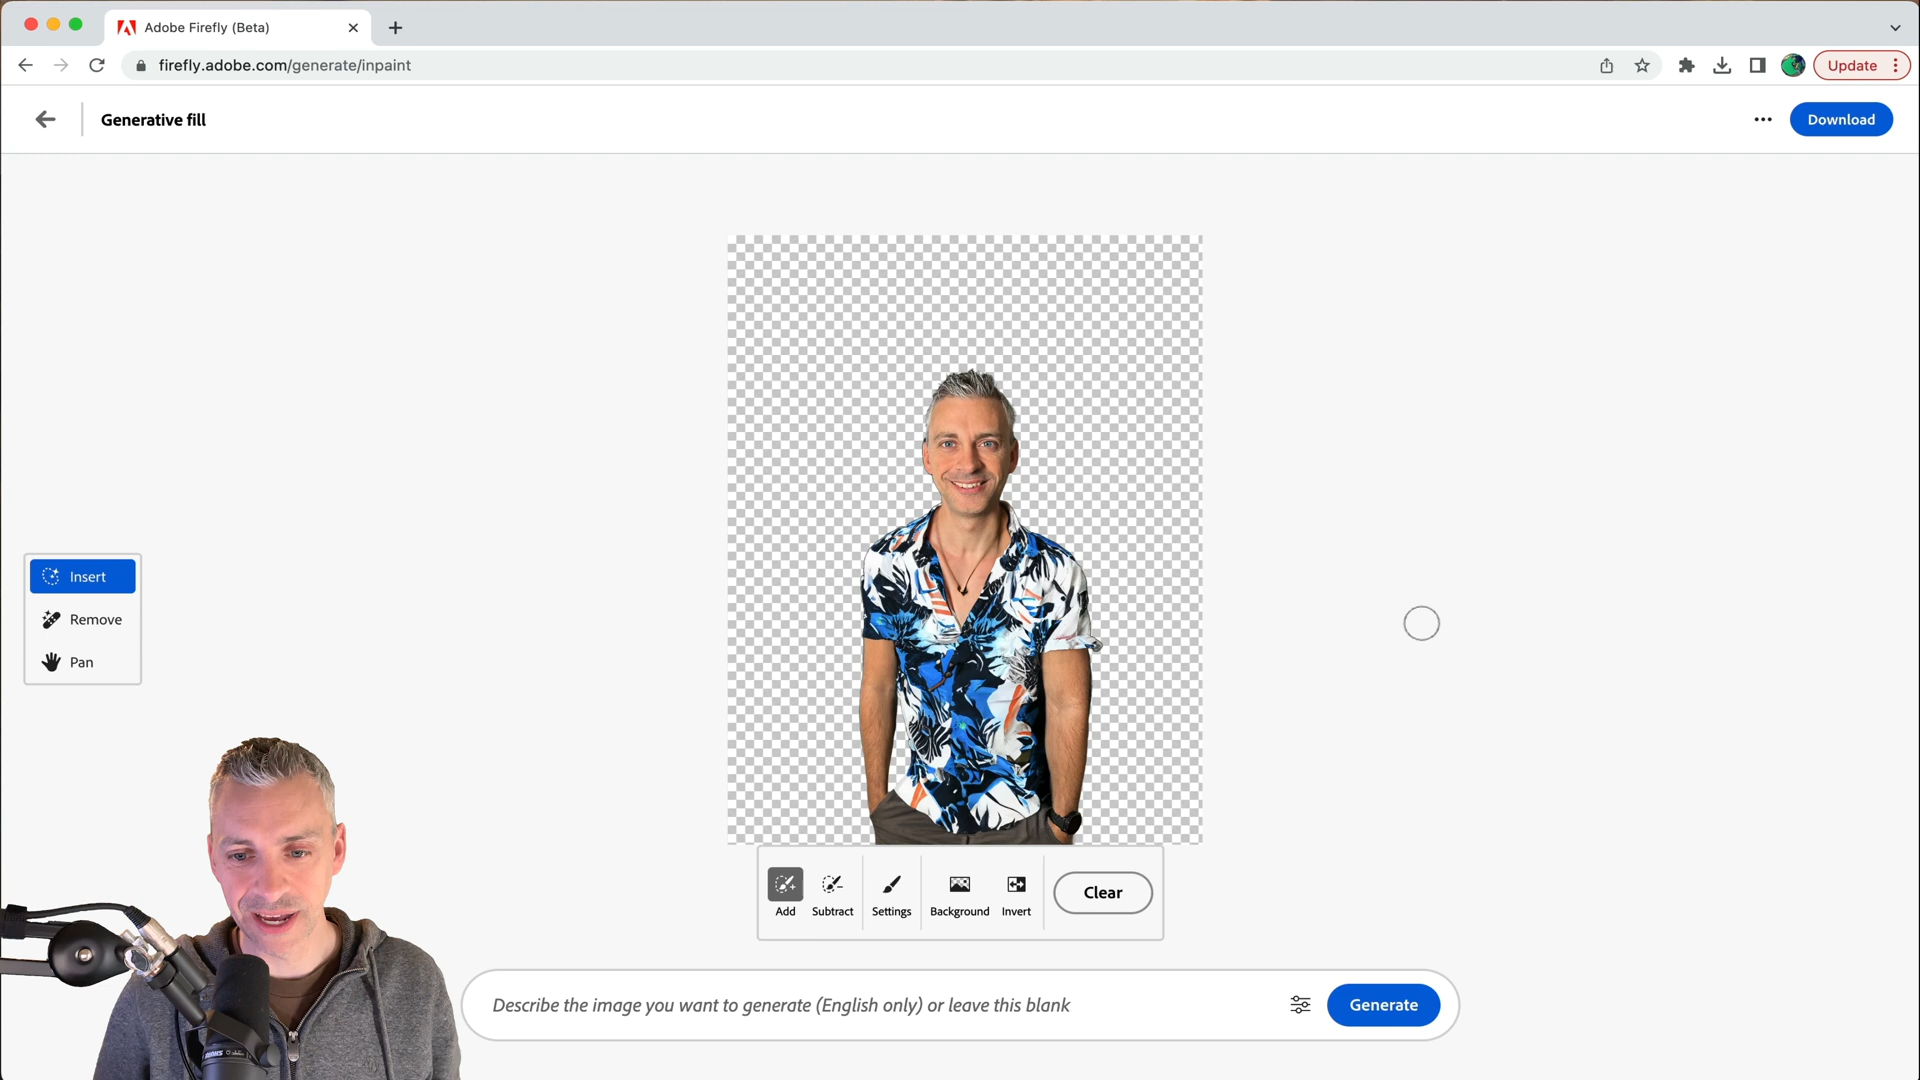 Adobe Firefly (Beta)
firefly.adobe.com/generate/inpaint
Update
Generative fill
Download
Insert
Remove
Pan
Add
Subtract
Settings
Background
Invert
Clear
Describe the image you want to generate (English only) or leave this blank
Generate